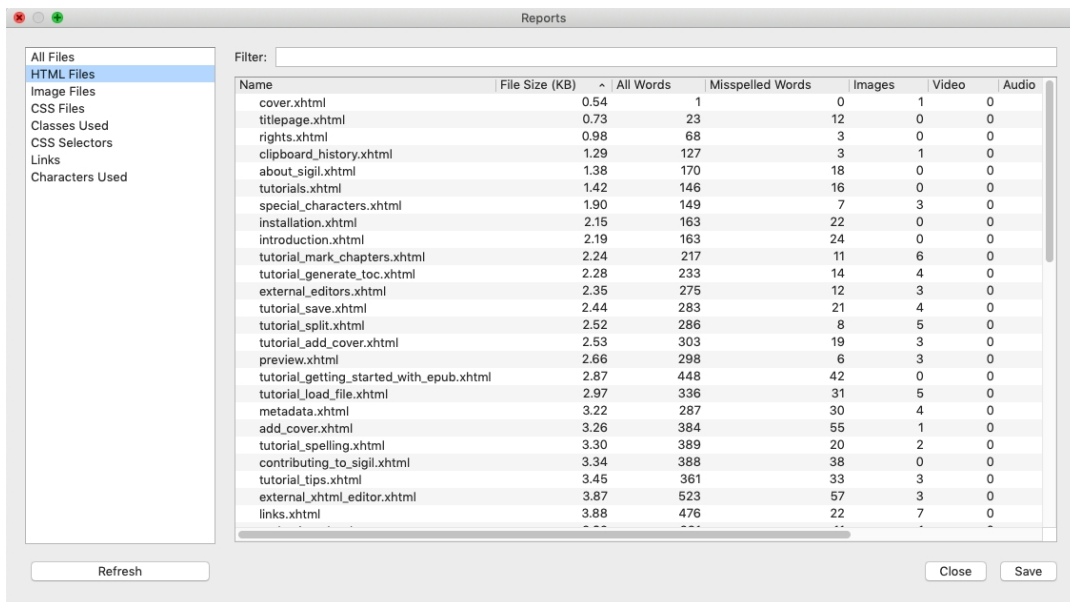 Reports
All Files
HTML Files
Image Files
CSS Files
Classes Used
CSS Selectors
Links
Characters Used
Filter:
Name File Size (KB) All Words Misspelled Words Images Video Audio
cover.xhtml 0.54 1 0 1 0
titlepage.xhtml 0.73 23 12 0 0
rights.xhtml 0.98 68 3 0 0
clipboard_history.xhtml 1.29 127 3 1 0
about_sigil.xhtml 1.38 170 18 0 0
tutorials.xhtml 1.42 146 16 0 0
special_characters.xhtml 1.90 149 7 3 0
installation.xhtml 2.15 163 22 0 0
introduction.xhtml 2.19 163 24 0 0
tutorial_mark_chapters.xhtml 2.24 217 11 6 0
tutorial_generate_toc.xhtml 2.28 233 14 4 0
external_editors.xhtml 2.35 275 12 3 0
tutorial_save.xhtml 2.44 283 21 4 0
tutorial_split.xhtml 2.52 286 8 5 0
tutorial_add_cover.xhtml 2.53 303 19 3 0
preview.xhtml 2.66 298 6 3 0
tutorial_getting_started_with_epub.xhtml 2.87 448 42 0 0
tutorial_load_file.xhtml 2.97 336 31 5 0
metadata.xhtml 3.22 287 30 4 0
add_cover.xhtml 3.26 384 55 1 0
tutorial_spelling.xhtml 3.30 389 20 2 0
contributing_to_sigil.xhtml 3.34 388 38 0 0
tutorial_tips.xhtml 3.45 361 33 3 0
external_xhtml_editor.xhtml 3.87 523 57 3 0
links.xhtml 3.88 476 22 7 0
Refresh
Close
Save